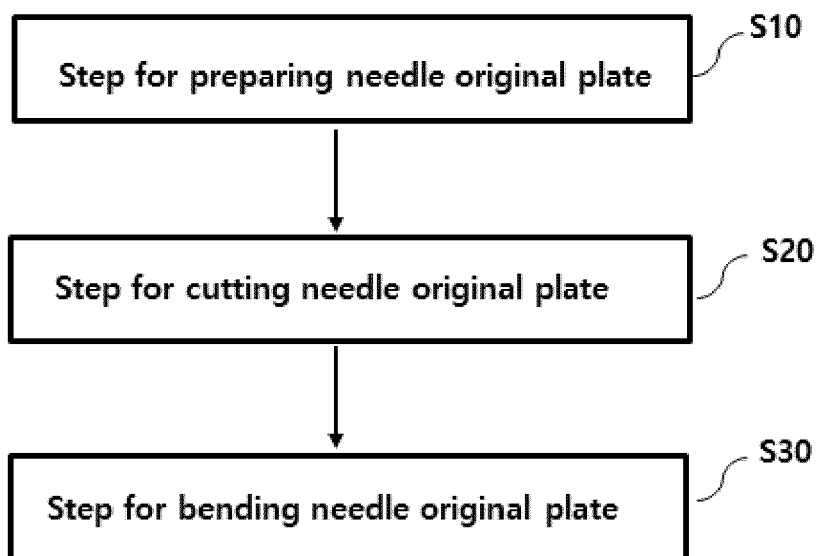 S10
Step for preparing needle original plate
S20
Step for cutting needle original plate
S30
Step for bending needle original plate